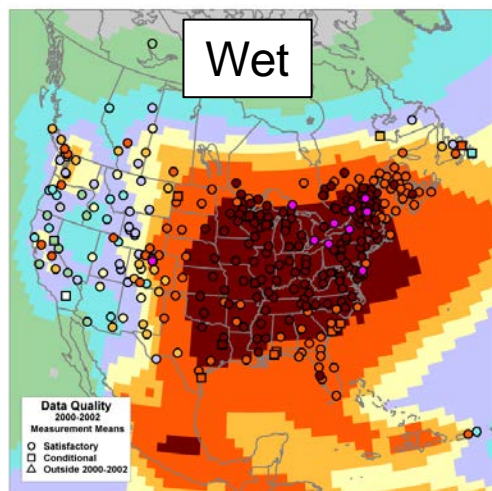 Wet
Data Quality
2000-2002
Measurement Means
Satisfactory
Conditional
Outside 2000-2002